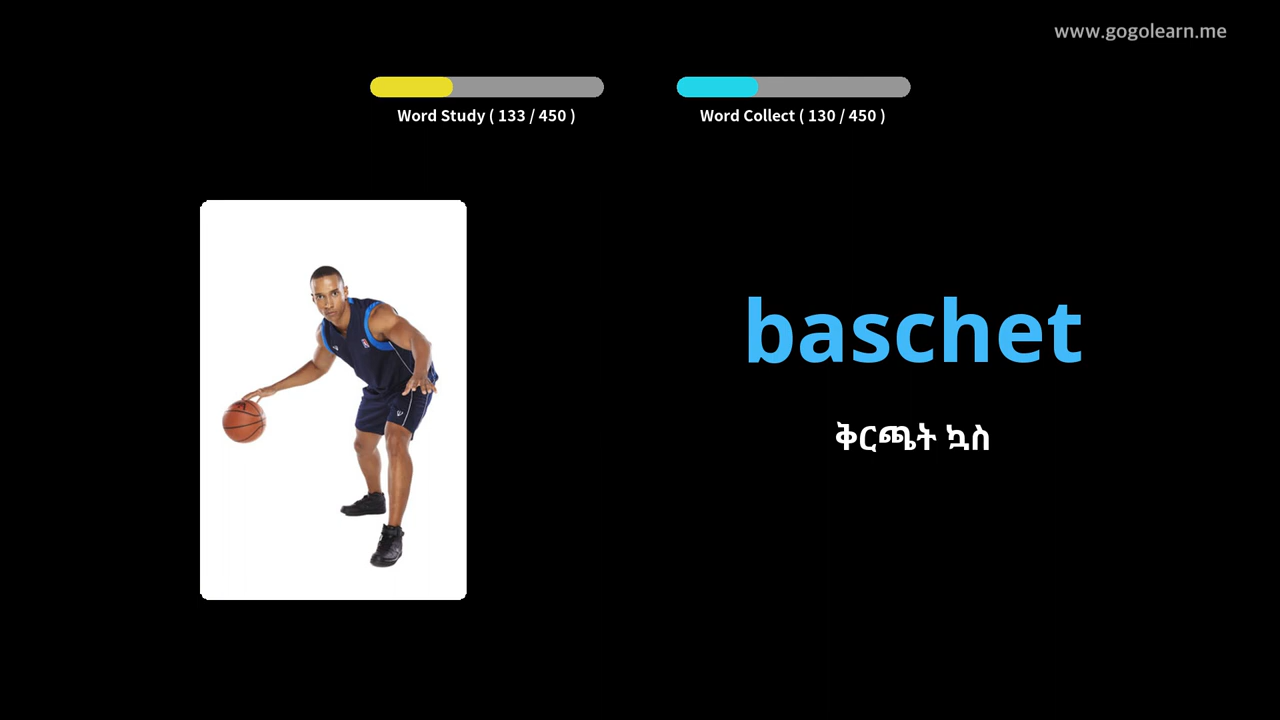 www.gogolearn.me
Word Study ( 133 / 450 )
Word Collect ( 130 / 450 )
baschet
ቅርጫት ኳስ